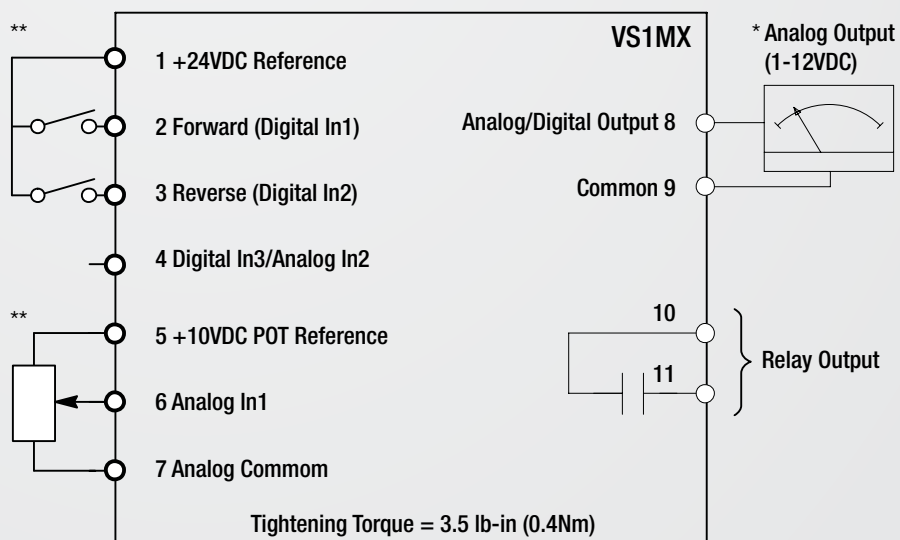 **
VS1MX
* Analog Output
(1-12VDC)
1 +24VDC Reference
2 Forward (Digital In1)
Analog/Digital Output 8
3 Reverse (Digital In2)
Common 9
4 Digital In3/Analog In2
**
5 +10VDC POT Reference
10
Relay Output
11
6 Analog In1
7 Analog Commom
Tightening Torque = 3.5 lb-in (0.4Nm)